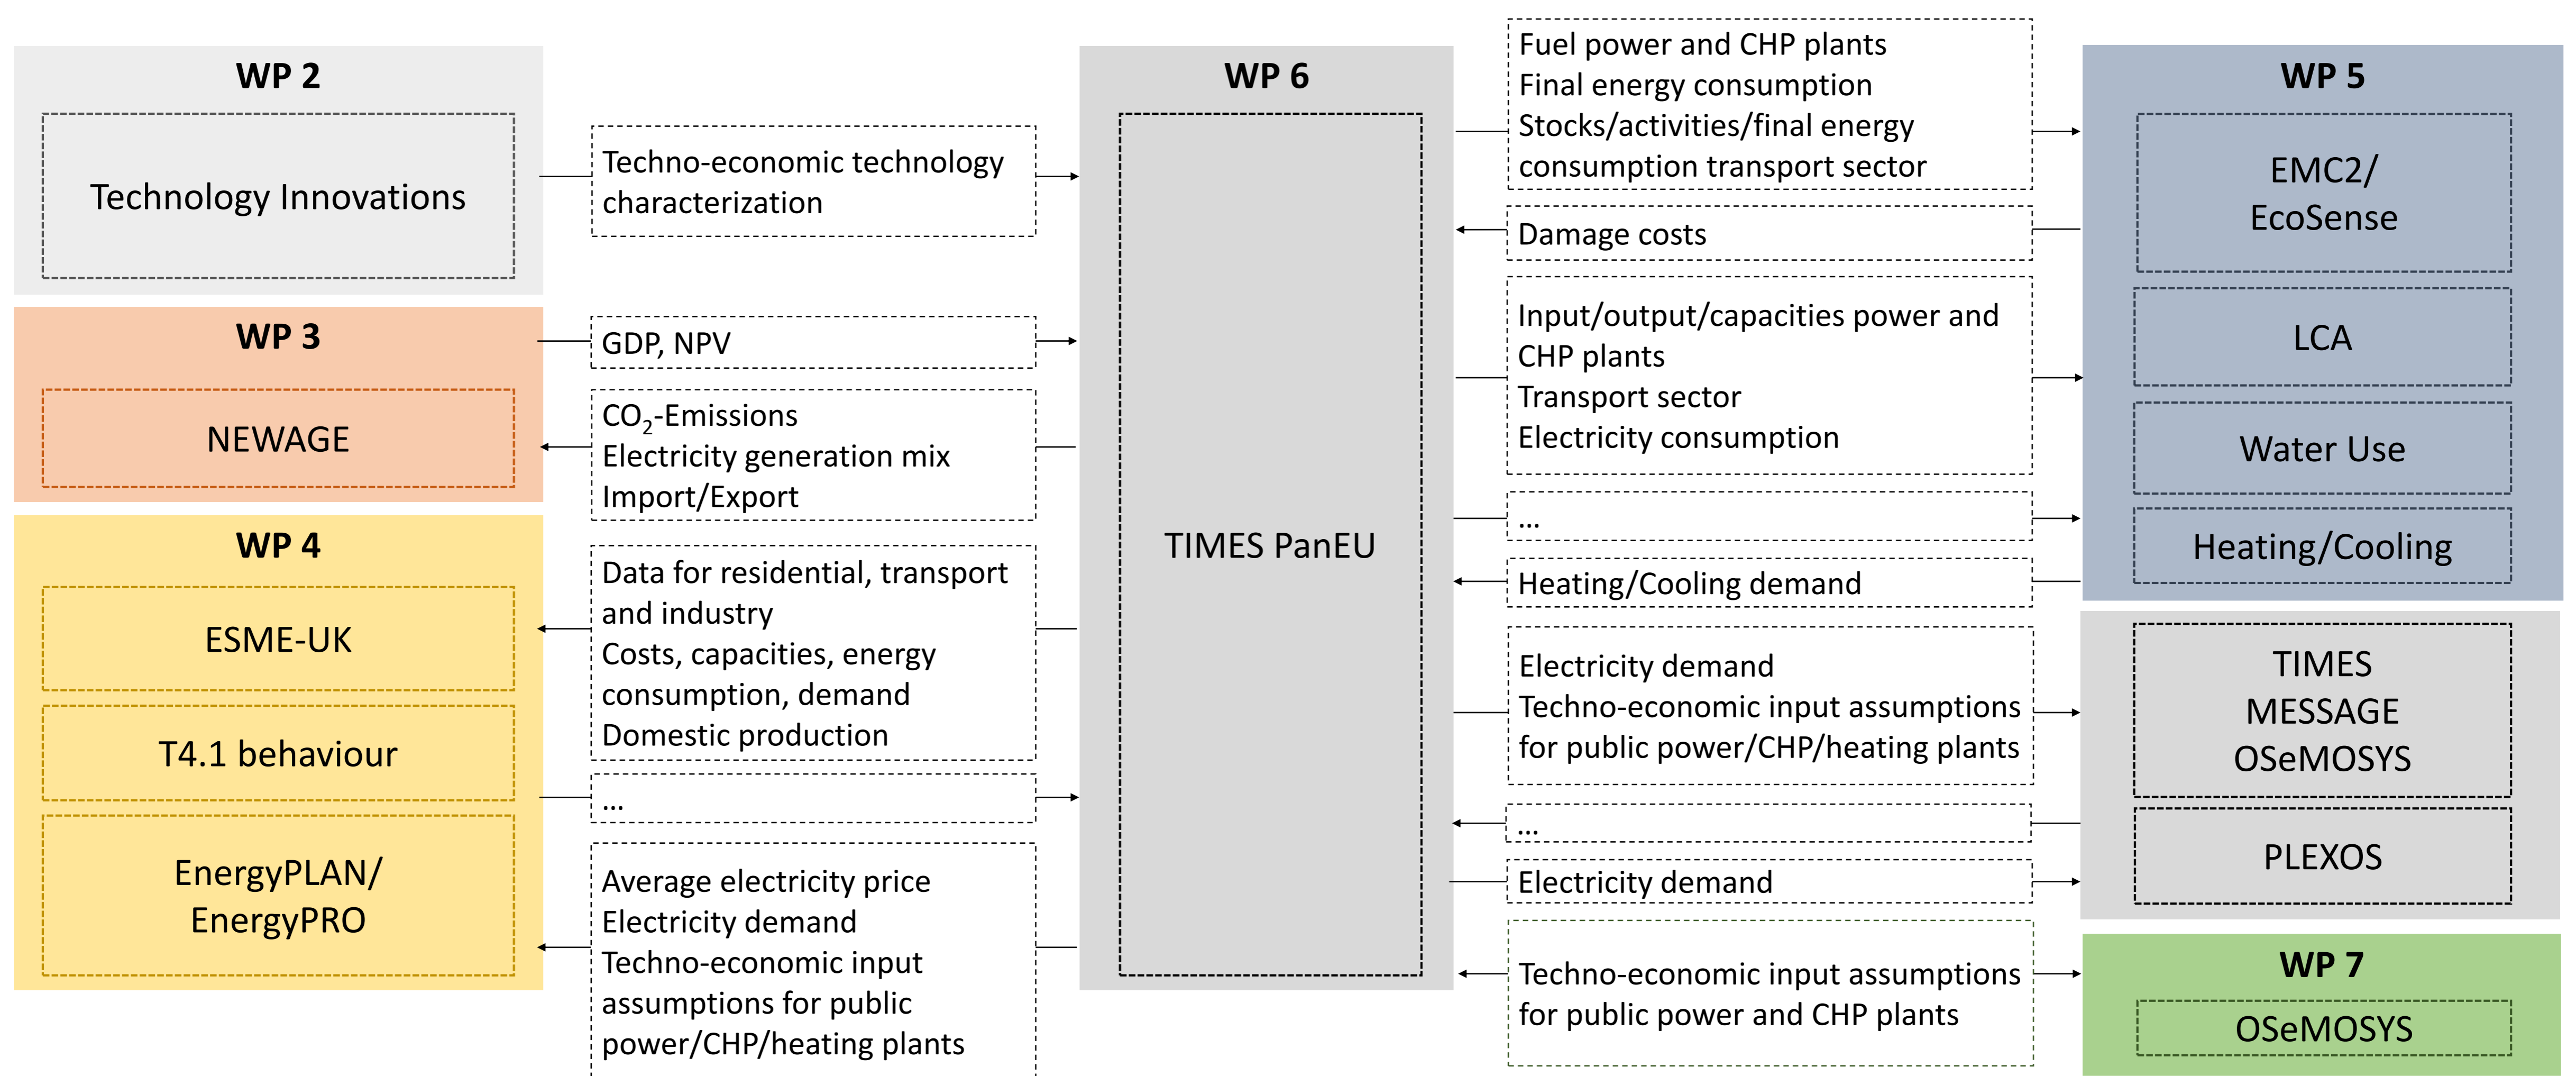 WP 2
Technology Innovations
WP 3
NEWAGE
WP 4
ESME-UK
T4.1 behaviour
EnergyPLAN/
EnergyPRO
Techno-economic technology
characterization
GDP, NPV
CO₂-Emissions
Electricity generation mix
Import/Export
Data for residential, transport
and industry
Costs, capacities, energy
consumption, demand
Domestic production
...
Average electricity price
Electricity demand
Techno-economic input
assumptions for public
power/CHP/heating plants
WP 6
TIMES PanEU
Fuel power and CHP plants
Final energy consumption
Stocks/activities/final energy
consumption transport sector
Damage costs
Input/output/capacities power and
CHP plants
Transport sector
Electricity consumption
...
Heating/Cooling demand
Electricity demand
Techno-economic input assumptions
for public power/CHP/heating plants
...
Electricity demand
Techno-economic input assumptions
for public power and CHP plants
WP 5
EMC2/
EcoSense
LCA
Water Use
Heating/Cooling
TIMES
MESSAGE
OSeMOSYS
PLEXOS
WP 7
OSeMOSYS